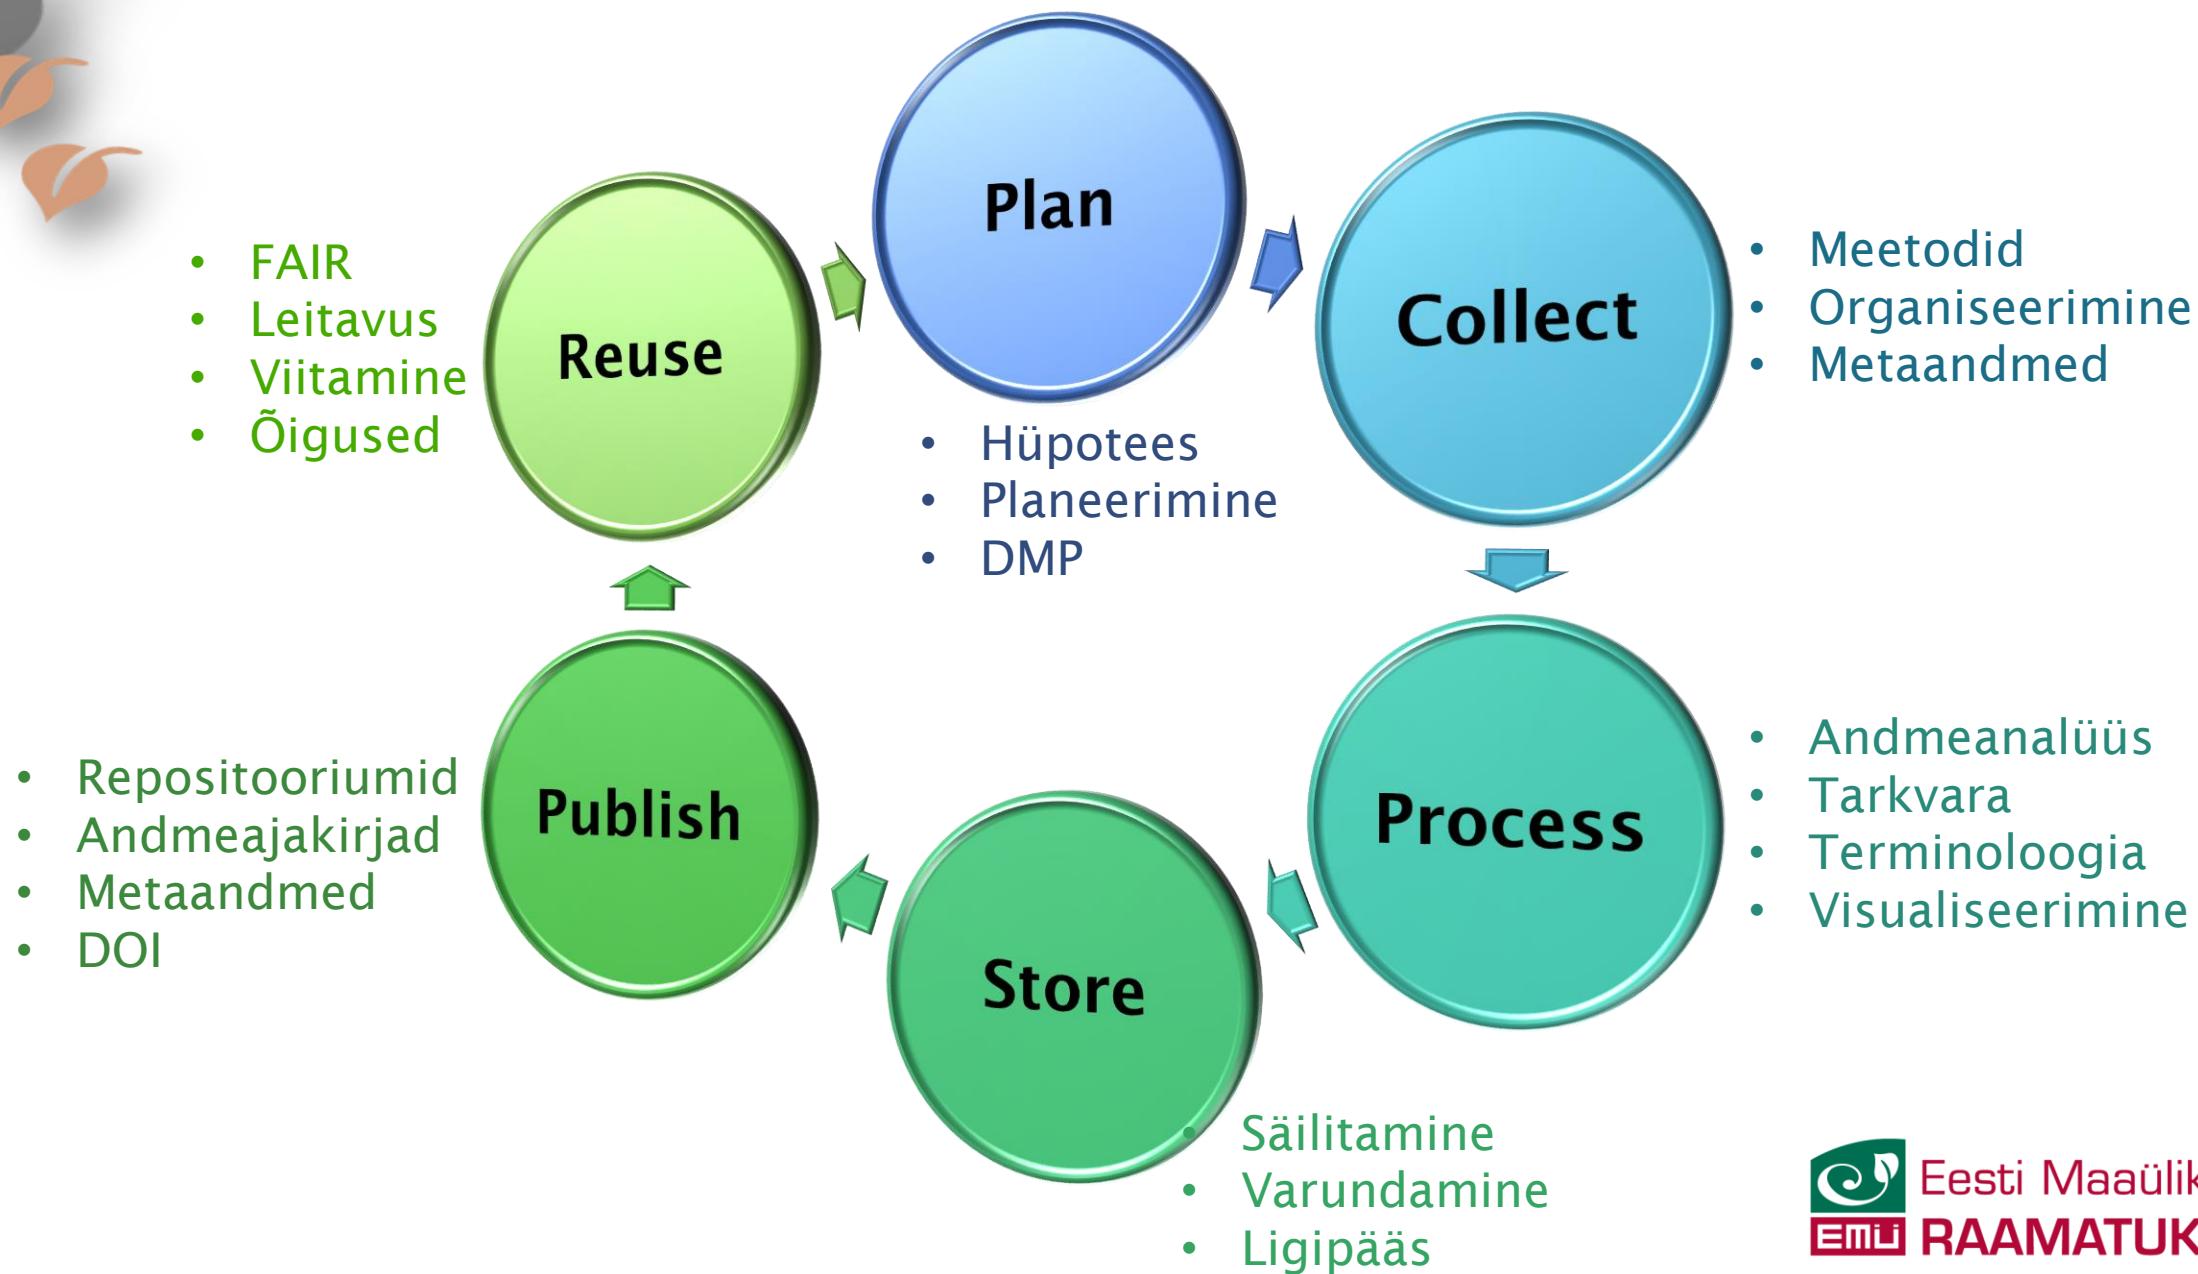 Plan
Hüpotees
Planeerimine
DMP
Collect
Meetodid
Organiseerimine
Metaandmed
Process
Andmeanalüüs
Tarkvara
Terminoloogia
Visualiseerimine
Store
Säilitamine
Varundamine
Ligipääs
Publish
Repositooriumid
Andmeajakirjad
Metaandmed
DOI
Reuse
FAIR
Leitavus
Viitamine
Õigused
Eesti Maaülik
EMÜ RAAMATUK